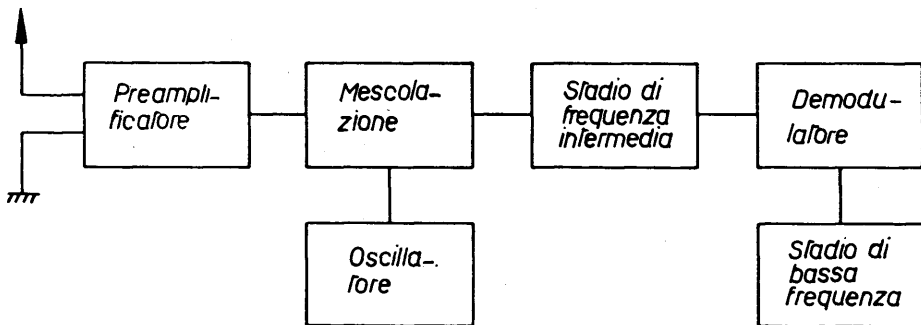 Preampli-
ficatore
Mescola-
zione
Stadio di
frequenza
intermedia
Demodu-
latore
Oscilla-
tore
Stadio di
bassa
frequenza